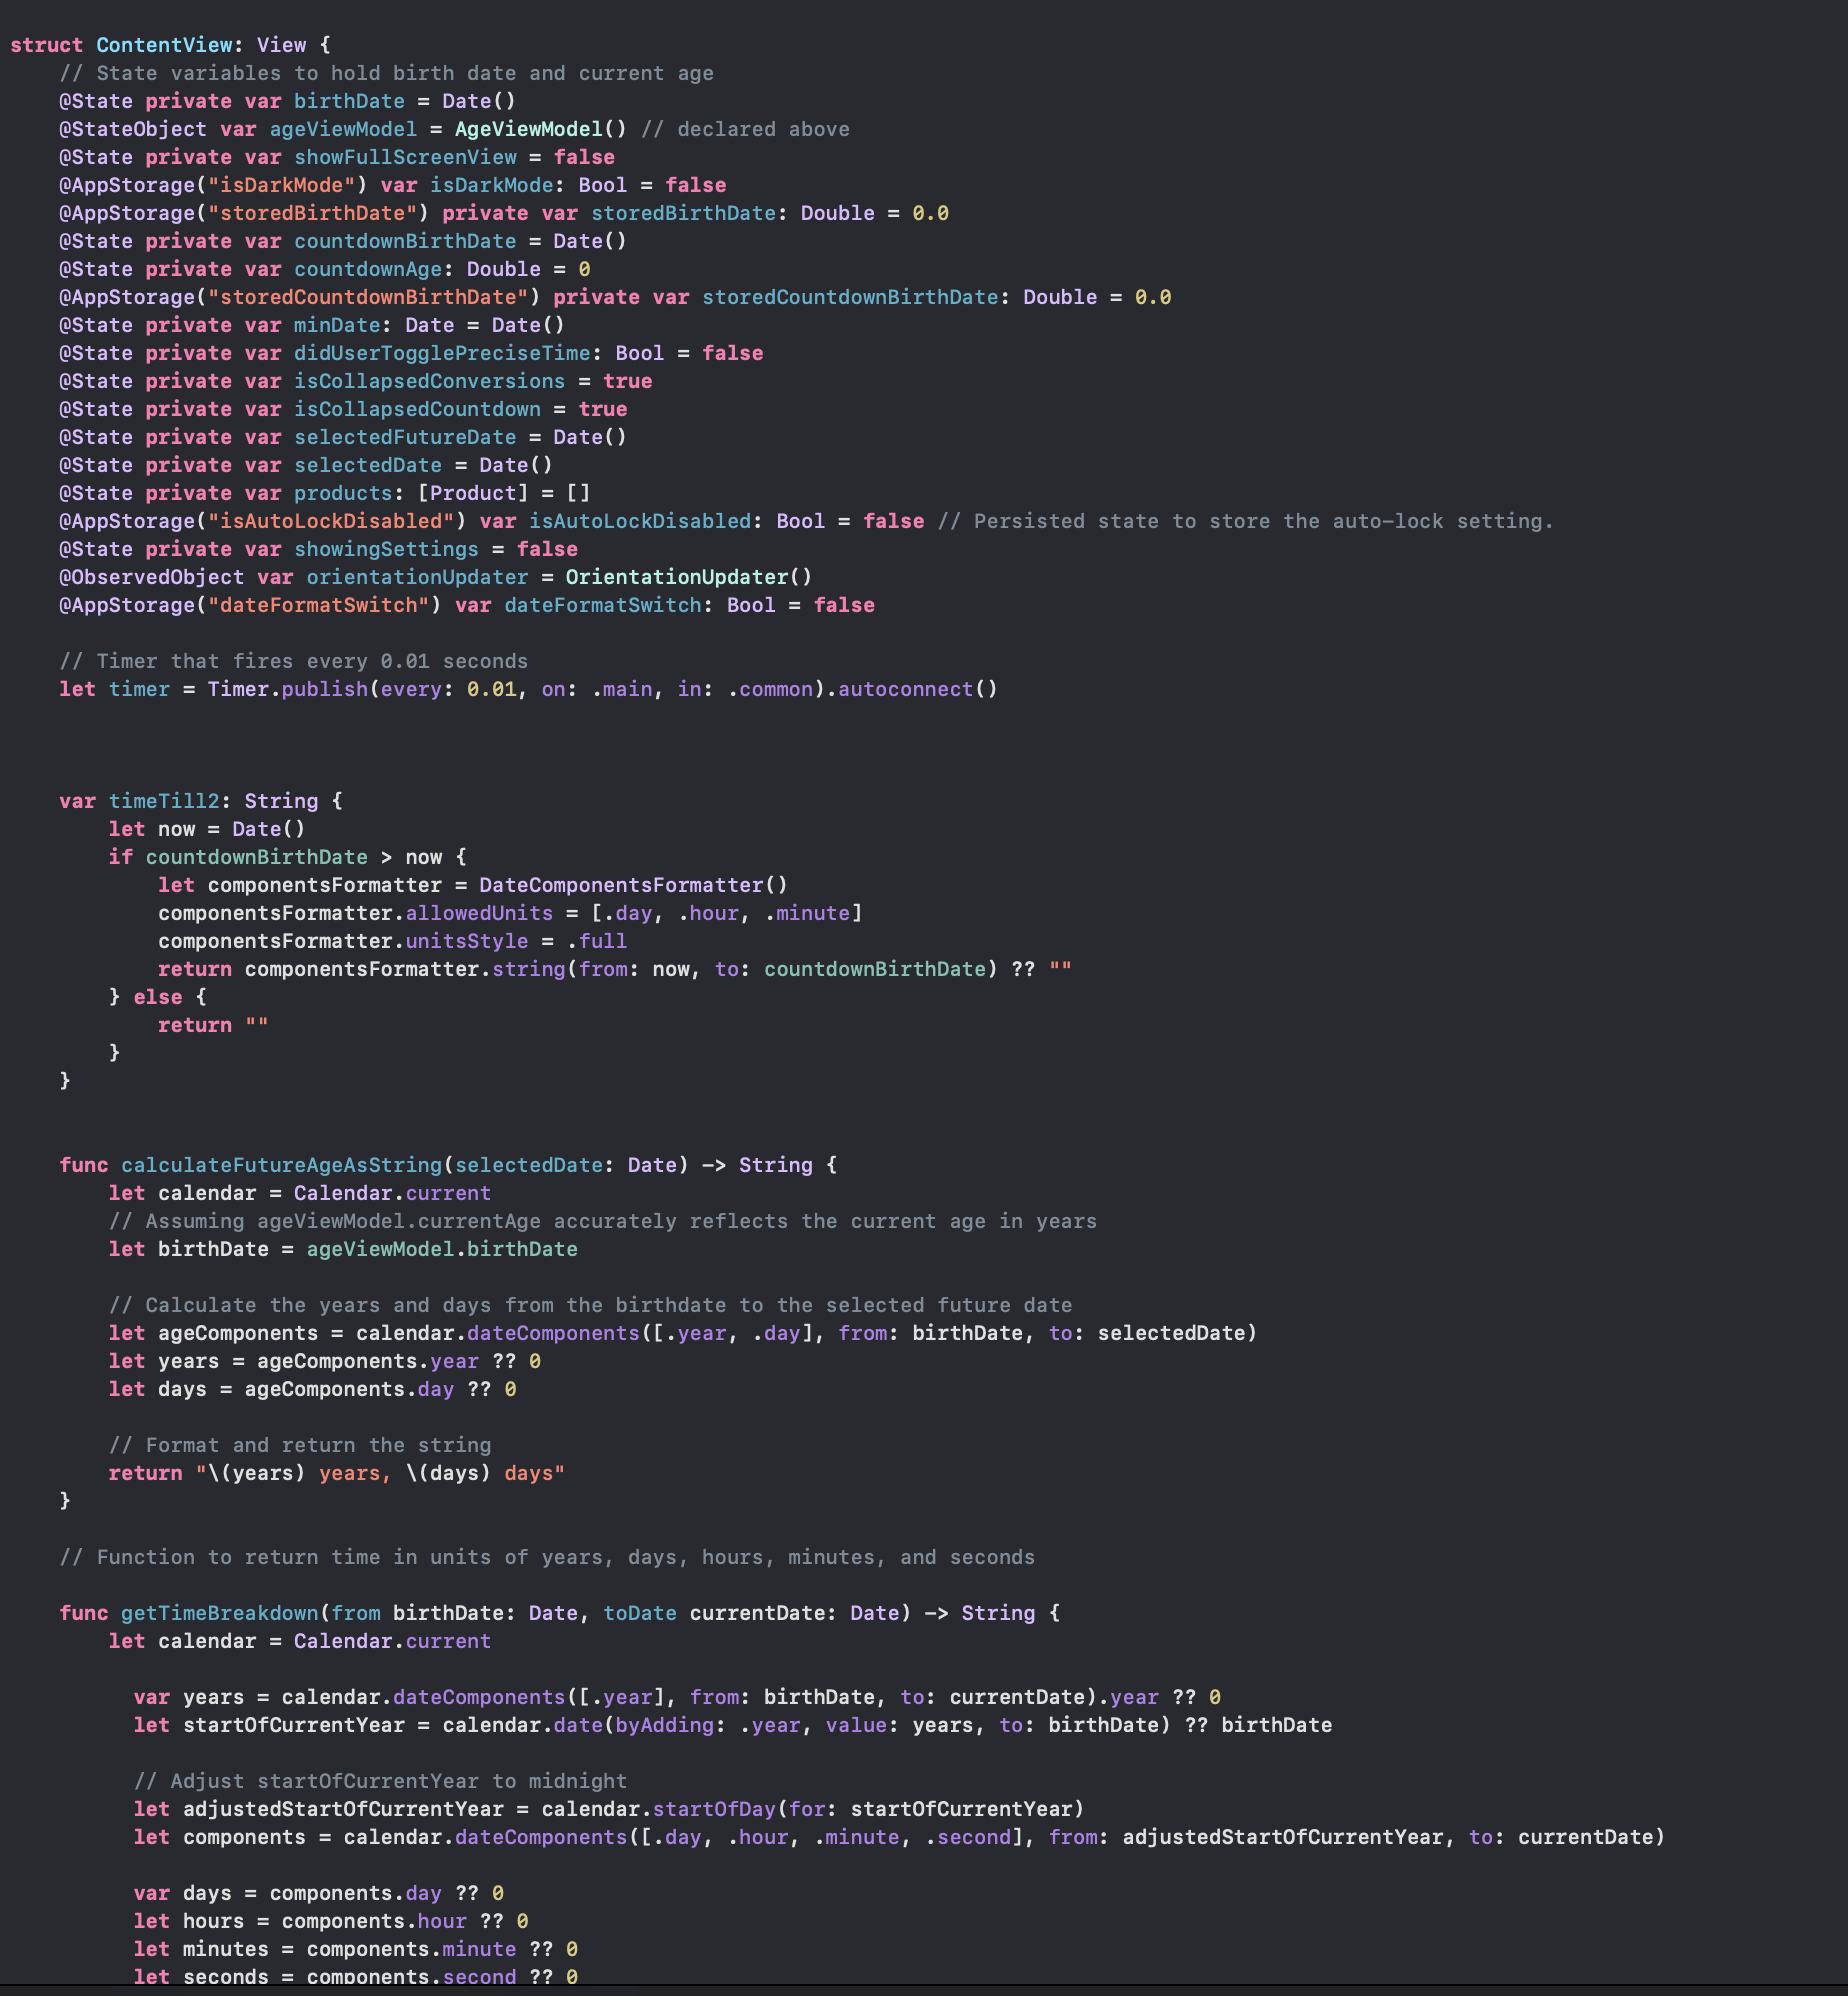 struct ContentView: View {
    // State variables to hold birth date and current age
    @State private var birthDate = Date()
    @StateObject var ageViewModel = AgeViewModel() // declared above
    @State private var showFullScreenView = false
    @AppStorage("isDarkMode") var isDarkMode: Bool = false
    @AppStorage("storedBirthDate") private var storedBirthDate: Double = 0.0
    @State private var countdownBirthDate = Date()
    @State private var countdownAge: Double = 0
    @AppStorage("storedCountdownBirthDate") private var storedCountdownBirthDate: Double = 0.0
    @State private var minDate: Date = Date()
    @State private var didUserTogglePreciseTime: Bool = false
    @State private var isCollapsedConversions = true
    @State private var isCollapsedCountdown = true
    @State private var selectedFutureDate = Date()
    @State private var selectedDate = Date()
    @State private var products: [Product] = []
    @AppStorage("isAutoLockDisabled") var isAutoLockDisabled: Bool = false // Persisted state to store the auto-lock setting.
    @State private var showingSettings = false
    @ObservedObject var orientationUpdater = OrientationUpdater()
    @AppStorage("dateFormatSwitch") var dateFormatSwitch: Bool = false

    // Timer that fires every 0.01 seconds
    let timer = Timer.publish(every: 0.01, on: .main, in: .common).autoconnect()

    var timeTill2: String {
        let now = Date()
        if countdownBirthDate > now {
            let componentsFormatter = DateComponentsFormatter()
            componentsFormatter.allowedUnits = [.day, .hour, .minute]
            componentsFormatter.unitsStyle = .full
            return componentsFormatter.string(from: now, to: countdownBirthDate) ?? ""
        } else {
            return ""
        }
    }

    func calculateFutureAgeAsString(selectedDate: Date) -> String {
        let calendar = Calendar.current
        // Assuming ageViewModel.currentAge accurately reflects the current age in years
        let birthDate = ageViewModel.birthDate

        // Calculate the years and days from the birthdate to the selected future date
        let ageComponents = calendar.dateComponents([.year, .day], from: birthDate, to: selectedDate)
        let years = ageComponents.year ?? 0
        let days = ageComponents.day ?? 0

        // Format and return the string
        return "\(years) years, \(days) days"
    }

    // Function to return time in units of years, days, hours, minutes, and seconds

    func getTimeBreakdown(from birthDate: Date, toDate currentDate: Date) -> String {
        let calendar = Calendar.current

          var years = calendar.dateComponents([.year], from: birthDate, to: currentDate).year ?? 0
          let startOfCurrentYear = calendar.date(byAdding: .year, value: years, to: birthDate) ?? birthDate

          // Adjust startOfCurrentYear to midnight
          let adjustedStartOfCurrentYear = calendar.startOfDay(for: startOfCurrentYear)
          let components = calendar.dateComponents([.day, .hour, .minute, .second], from: adjustedStartOfCurrentYear, to: currentDate)

          var days = components.day ?? 0
          let hours = components.hour ?? 0
          let minutes = components.minute ?? 0
          let seconds = components.second ?? 0